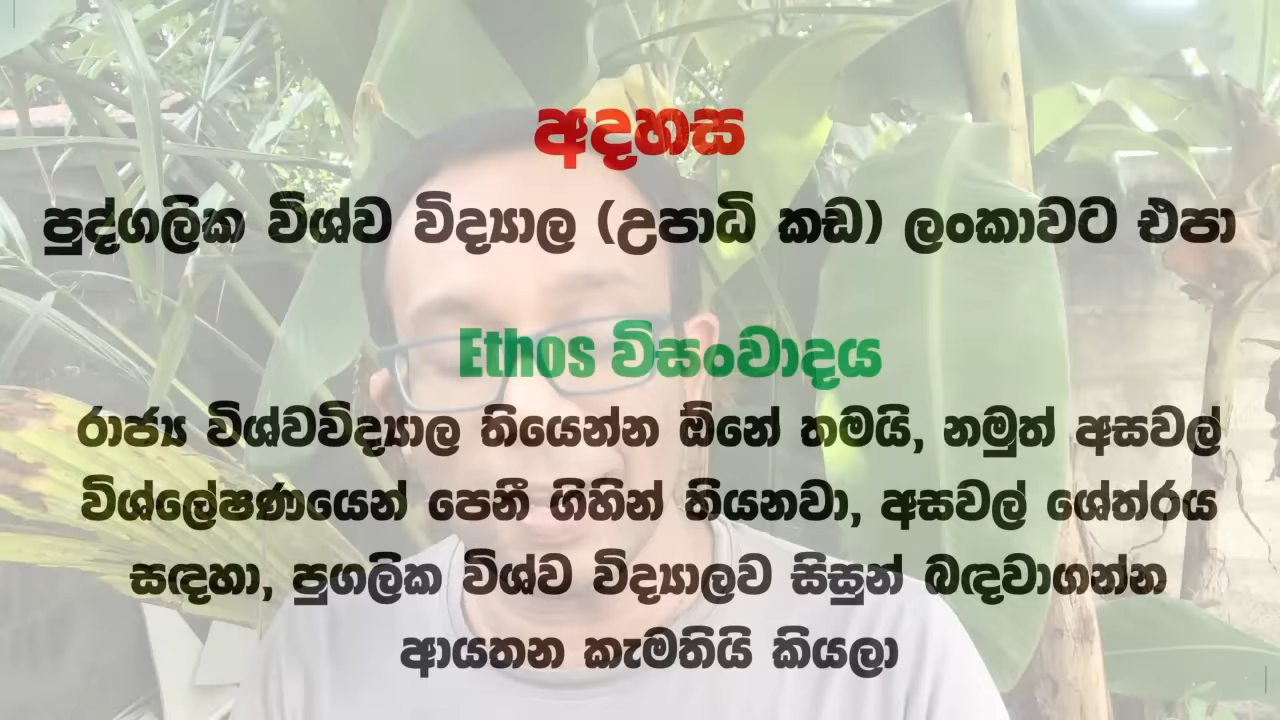 අදහස
පුද්ගලික විශ්ව විද්‍යාල (උපාධි කඩ) ලංකාවට එපා
Ethos විසංවාදය
රාජ්‍ය විශ්වවිද්‍යාල තියෙන්න ඕනේ තමයි, නමුත් අසවල්
විශ්ලේෂණයෙන් පෙනී ගිහින් තියනවා, අසවල් ශේත්රය
සඳහා, පුගලික විශ්ව විද්‍යාලව සිසුන් බඳවාගන්න
ආයතන කැමතියි කියලා